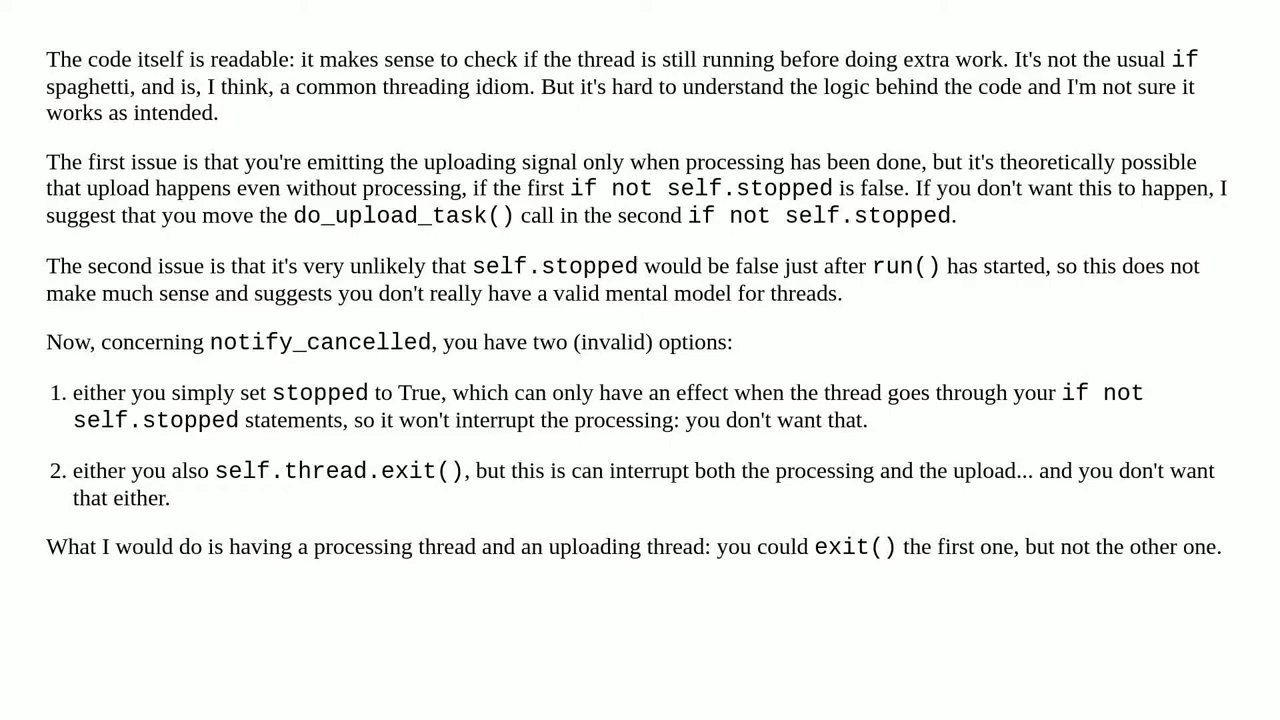 The code itself is readable: it makes sense to check if the thread is still running before doing extra work. It's not the usual if
spaghetti, and is, I think, a common threading idiom. But it's hard to understand the logic behind the code and I'm not sure it
works as intended.
The first issue is that you're emitting the uploading signal only when processing has been done, but it's theoretically possible
that upload happens even without processing, if the first if not self.stopped is false. If you don't want this to happen, I
suggest that you move the do_upload_task() call in the second if not self.stopped.
The second issue is that it's very unlikely that self.stopped would be false just after run() has started, so this does not
make much sense and suggests you don't really have a valid mental model for threads.
Now, concerning notify_cancelled, you have two (invalid) options:
1. either you simply set stopped to True, which can only have an effect when the thread goes through your if not
self.stopped statements, so it won't interrupt the processing: you don't want that.
2. either you also self.thread.exit(), but this is can interrupt both the processing and the upload... and you don't want
that either.
What I would do is having a processing thread and an uploading thread: you could exit() the first one, but not the other one.